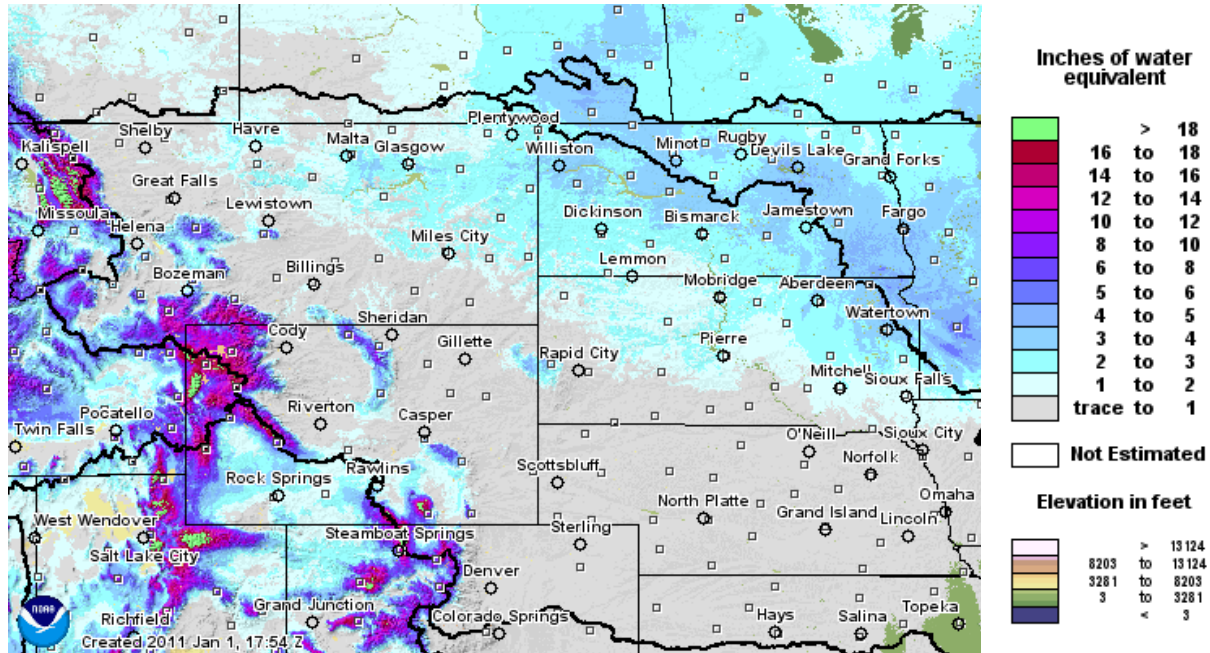 Inches of water
equivalent
> 18
16 to 18
14 to 16
12 to 14
10 to 12
8 to 10
6 to 8
5 to 6
4 to 5
3 to 4
2 to 3
1 to 2
trace to 1
Not Estimated
Elevation in feet
> 13124
8203 to 13124
3281 to 8203
3 to 3281
< 3
Plentywood
Shelby Havre Malta Glasgow Williston Minot Rugby Devils Lake Grand Forks
Kalispell
Great Falls
Missoula Helena Lewistown Dickinson Bismarck Jamestown Fargo
Miles City
Bozeman Billings Lemmon Mobridge Aberdeen
Cody Sheridan Gillette Pierre Watertown
Rapid City Mitchell Sioux Falls
Pocatello Riverton Casper
Twin Falls O'Neill Sioux City
Rock Springs Rawlins Scottsbluff Norfolk
North Platte Grand Island Omaha
West Wendover Lincoln
Salt Lake City Steamboat Springs Sterling
Denver
Richfield Grand Junction Colorado Springs Hays Salina Topeka
NOAA
Created 2011 Jan 1, 17:54 Z